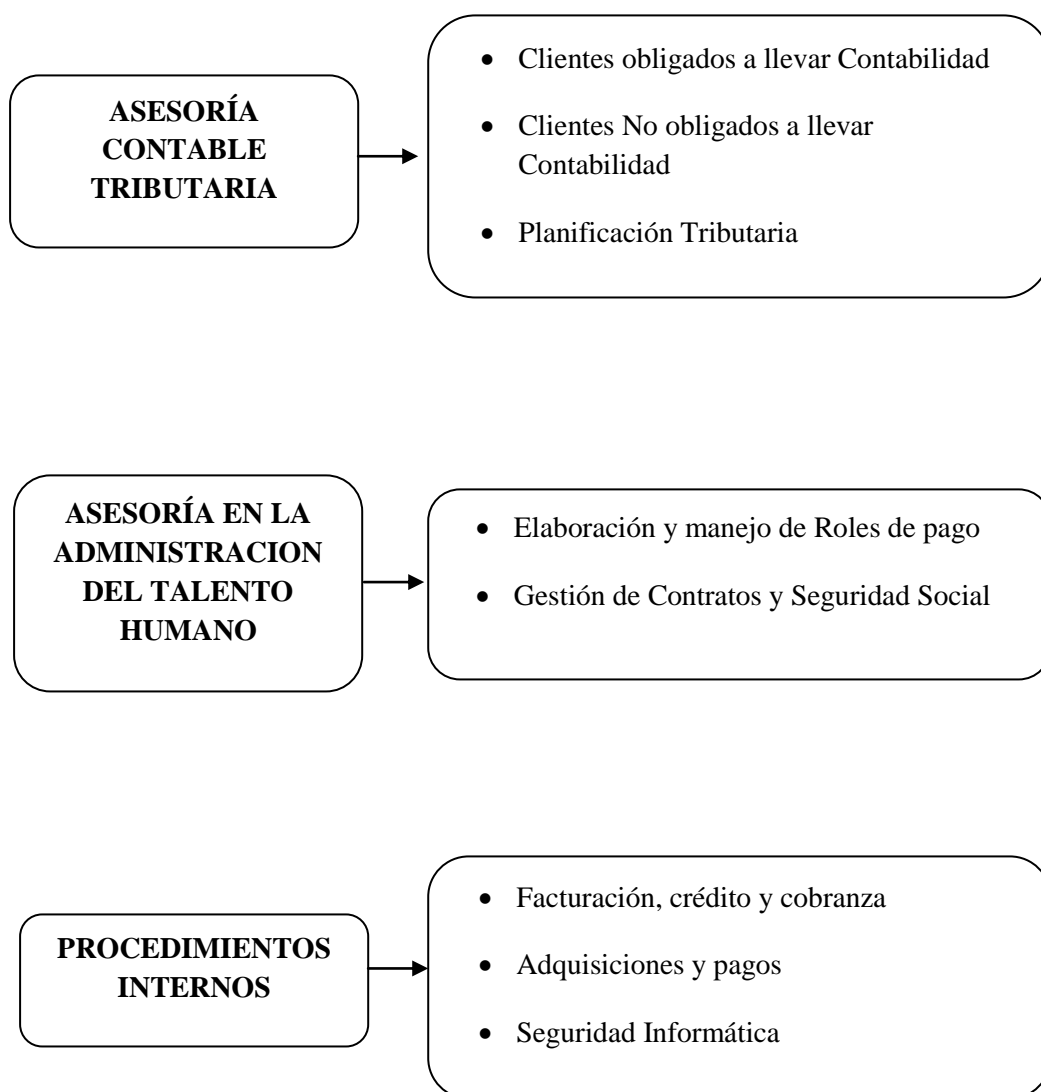 ASESORÍA
CONTABLE
TRIBUTARIA
• Clientes obligados a llevar Contabilidad
• Clientes No obligados a llevar
Contabilidad
• Planificación Tributaria
ASESORÍA EN LA
ADMINISTRACION
DEL TALENTO
HUMANO
• Elaboración y manejo de Roles de pago
• Gestión de Contratos y Seguridad Social
PROCEDIMIENTOS
INTERNOS
• Facturación, crédito y cobranza
• Adquisiciones y pagos
• Seguridad Informática